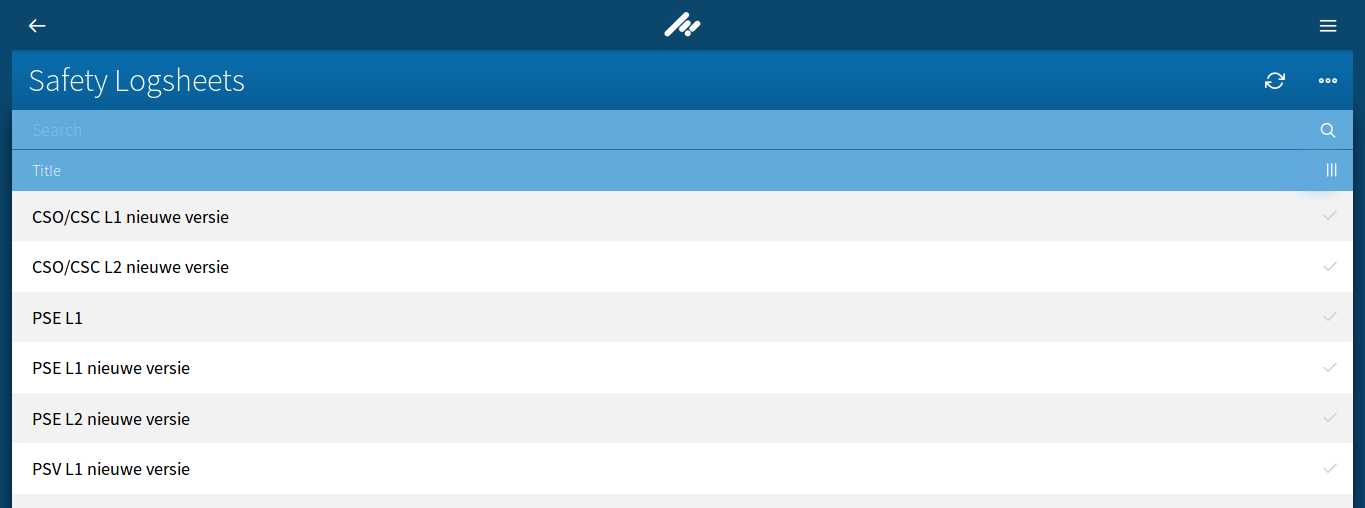 Safety Logsheets
Search
Title
CSO/CSC L1 nieuwe versie
CSO/CSC L2 nieuwe versie
PSE L1
PSE L1 nieuwe versie
PSE L2 nieuwe versie
PSV L1 nieuwe versie